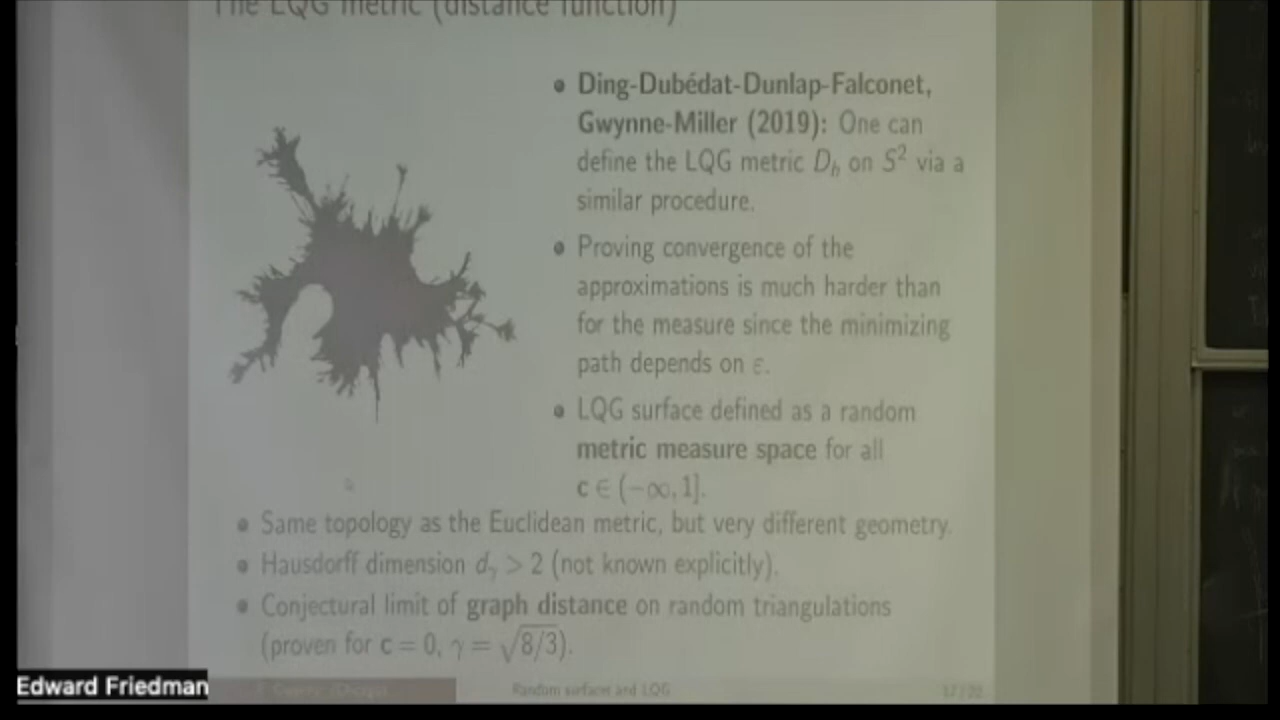 The LQG metric (distance function)
• Ding-Dubédat-Dunlap-Falconet,
Gwynne-Miller (2019): One can
define the LQG metric D_h on S² via a
similar procedure.
• Proving convergence of the
approximations is much harder than
for the measure since the minimizing
path depends on ε.
• LQG surface defined as a random
metric measure space for all
c ∈ (−∞, 1].
• Same topology as the Euclidean metric, but very different geometry.
• Hausdorff dimension d_γ > 2 (not known explicitly).
• Conjectural limit of graph distance on random triangulations
(proven for c = 0, γ = √8/3).
Edward Friedman
Random surfaces and LQG